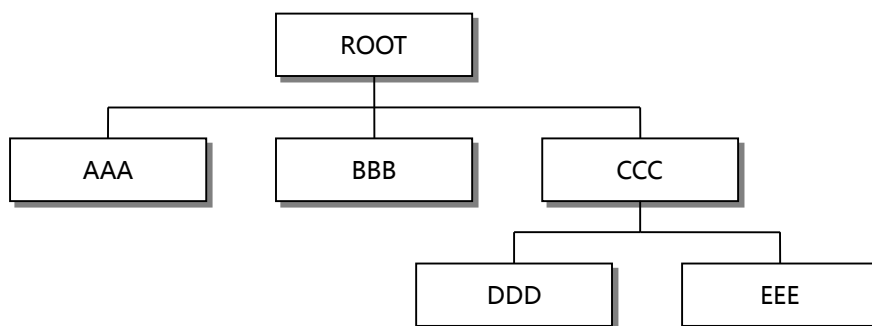 ROOT
AAA
BBB
CCC
DDD
EEE